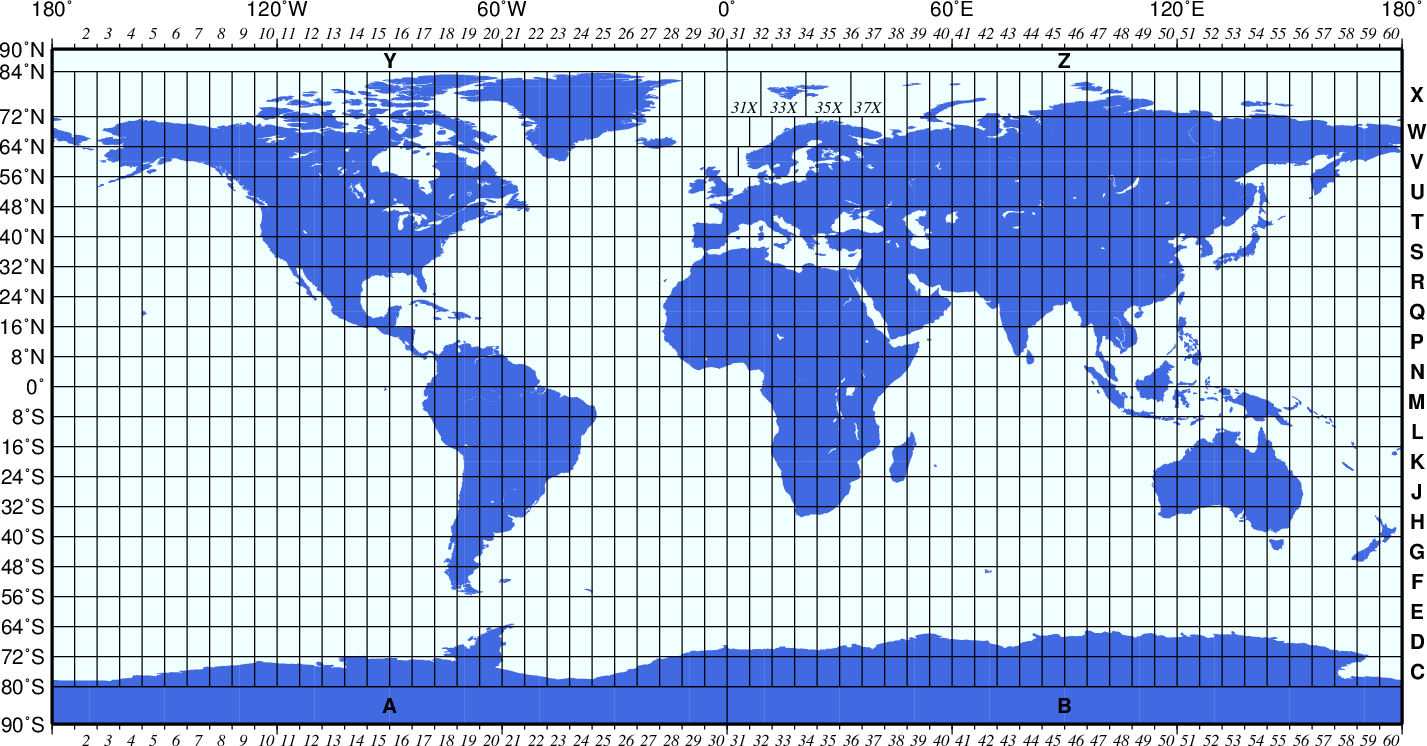 180° 120°W 60°W 0° 60°E 120°E 180°
2 3 4 5 6 7 8 9 10 11 12 13 14 15 16 17 18 19 20 21 22 23 24 25 26 27 28 29 30 31 32 33 34 35 36 37 38 39 40 41 42 43 44 45 46 47 48 49 50 51 52 53 54 55 56 57 58 59 60
90°N
Y Z
84°N
X
31X 33X 35X 37X
72°N
W
64°N
V
56°N
U
48°N
T
40°N
S
32°N
R
24°N
Q
16°N
P
8°N
N
0°
M
8°S
L
16°S
K
24°S
J
32°S
H
40°S
G
48°S
F
56°S
E
64°S
D
72°S
C
80°S
A B
90°S
2 3 4 5 6 7 8 9 10 11 12 13 14 15 16 17 18 19 20 21 22 23 24 25 26 27 28 29 30 31 32 33 34 35 36 37 38 39 40 41 42 43 44 45 46 47 48 49 50 51 52 53 54 55 56 57 58 59 60